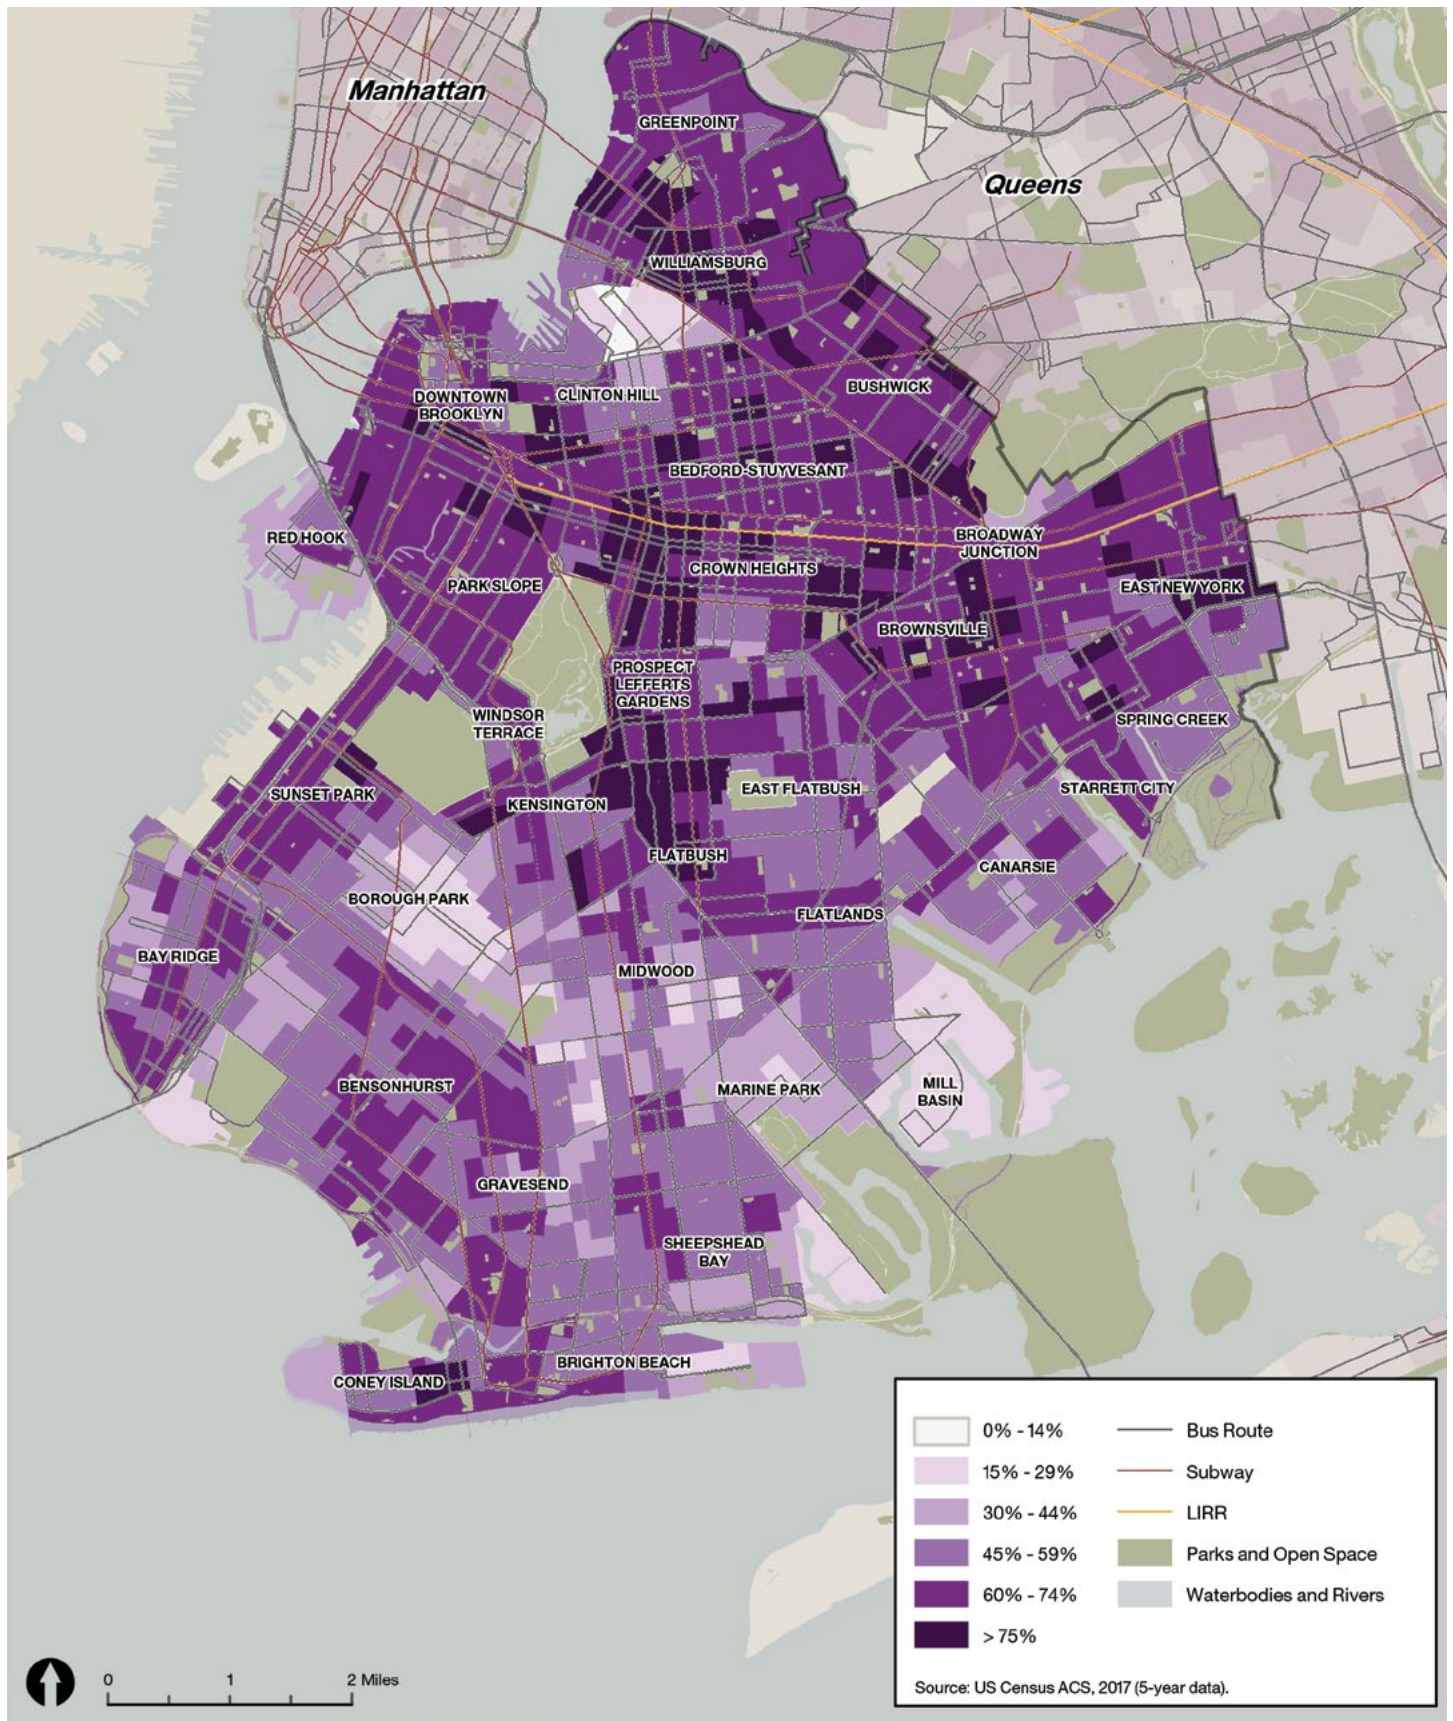 Manhattan
GREENPOINT
Queens
WILLIAMSBURG
BUSHWICK
DOWNTOWN
BROOKLYN
CLINTON HILL
BEDFORD-STUYVESANT
RED HOOK
BROADWAY
JUNCTION
CROWN HEIGHTS
PARK SLOPE
EAST NEW YORK
BROWNSVILLE
PROSPECT
LEFFERTS
GARDENS
WINDSOR
TERRACE
SPRING CREEK
SUNSET PARK
KENSINGTON
EAST FLATBUSH
STARRETT CITY
FLATBUSH
CANARSIE
BOROUGH PARK
FLATLANDS
BAY RIDGE
MIDWOOD
BENSONHURST
MARINE PARK
MILL
BASIN
GRAVESEND
SHEEPSHEAD
BAY
BRIGHTON BEACH
CONEY ISLAND
0% - 14%
15% - 29%
30% - 44%
45% - 59%
60% - 74%
> 75%
Bus Route
Subway
LIRR
Parks and Open Space
Waterbodies and Rivers
Source: US Census ACS, 2017 (5-year data).
0 1 2 Miles